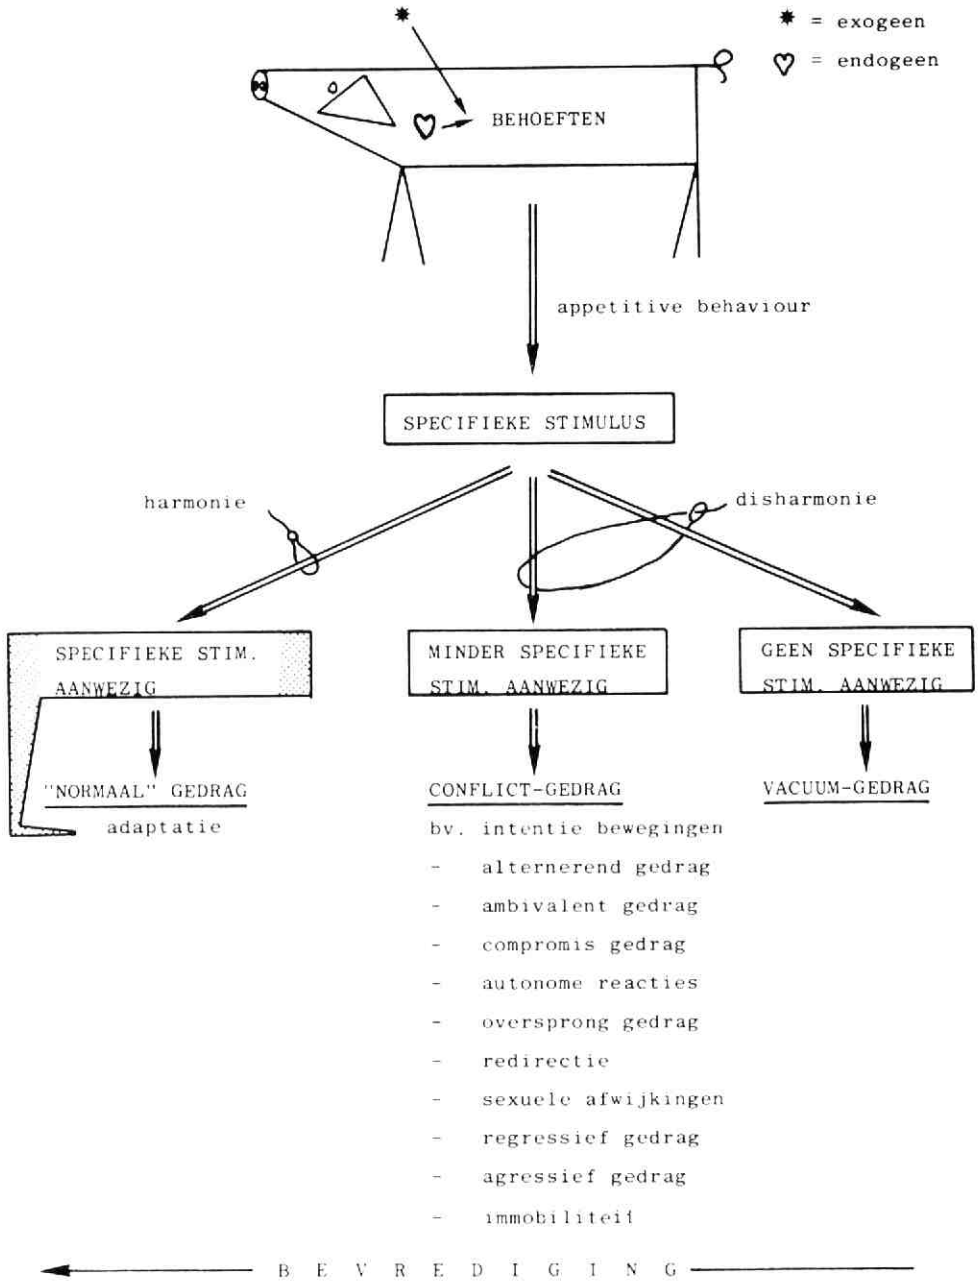 = exogeen
= endogeen
BEHOEFTEN
appetitive behaviour
SPECIFIEKE STIMULUS
harmonie
disharmonie
SPECIFIEKE STIM.
AANWEZIG
MINDER SPECIFIEKE
STIM. AANWEZIG
GEEN SPECIFIEKE
STIM. AANWEZIG
"NORMAAL" GEDRAG
adaptatie
CONFLICT-GEDRAG
bv. intentie bewegingen
- alternerend gedrag
- ambivalent gedrag
- compromis gedrag
- autonome reacties
- oversprong gedrag
- redirectie
- sexuele afwijkingen
- regressief gedrag
- agressief gedrag
- immobiliteit
VACUUM-GEDRAG
B E V R E D I G I N G